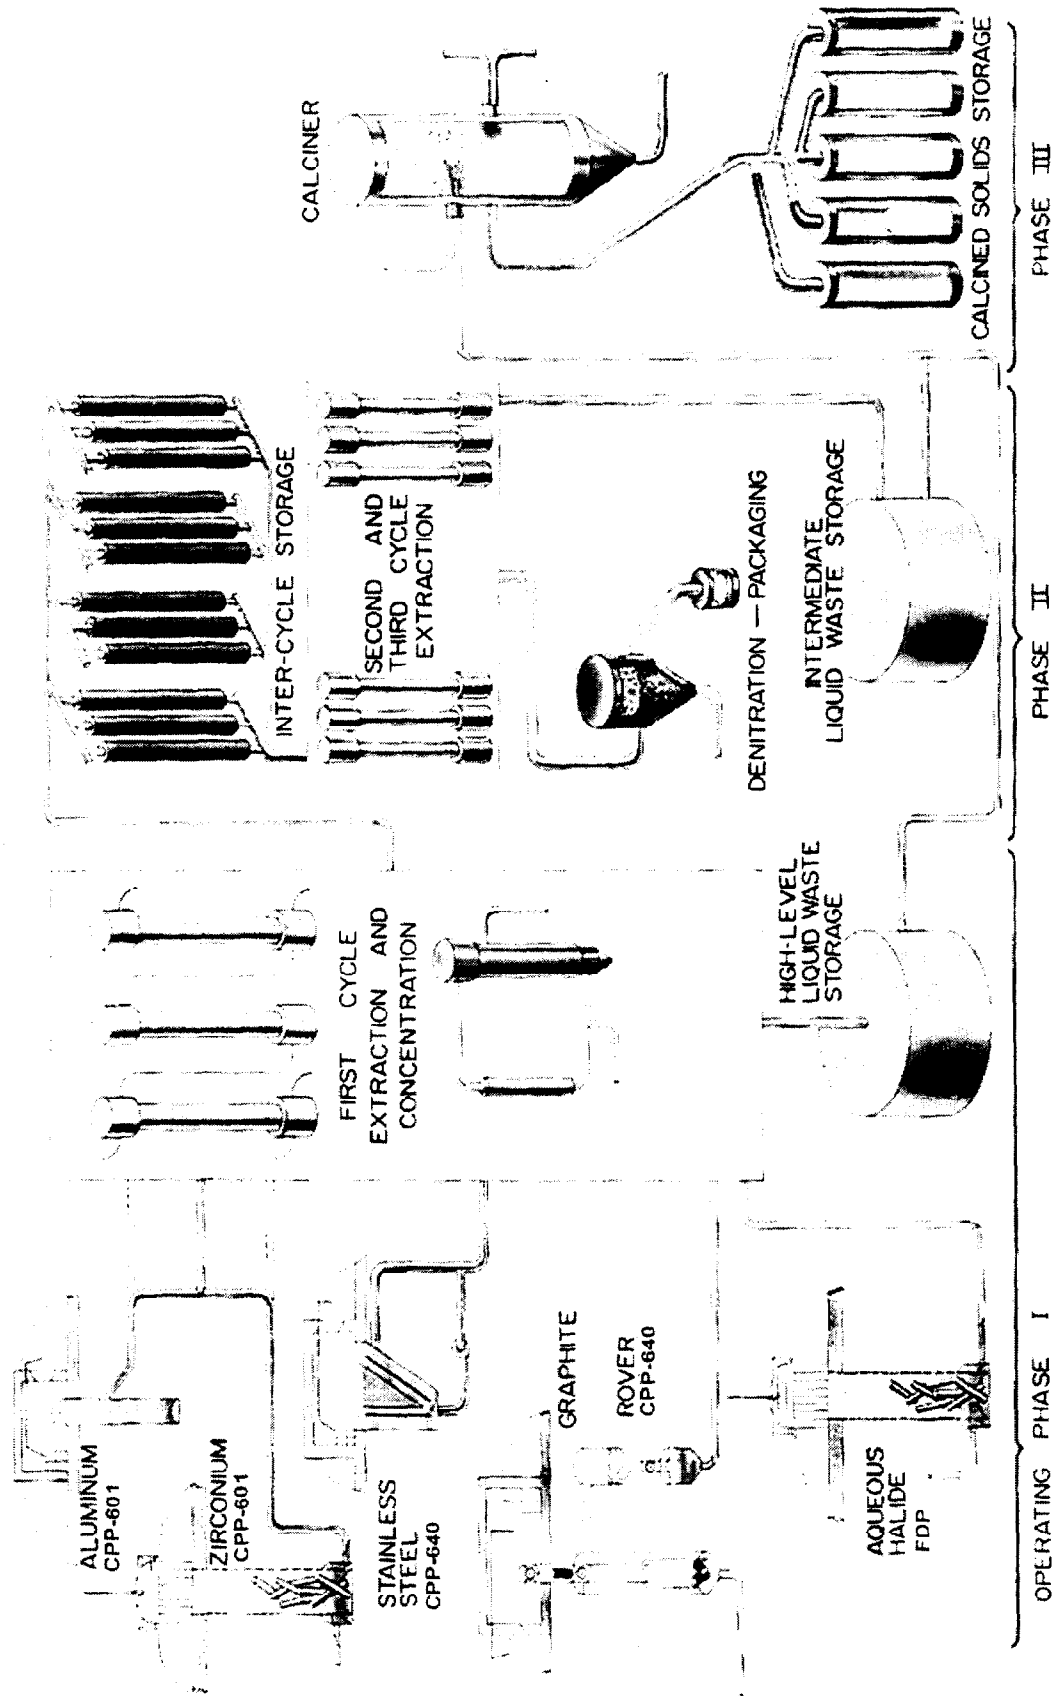 ALUMINUM
CPP-601
ZIRCONIUM
CPP-601
STAINLESS
STEEL
CPP-640
GRAPHITE
ROVER
CPP-640
AQUEOUS
HALIDE
FDP
OPERATING PHASE I
FIRST CYCLE
EXTRACTION AND
CONCENTRATION
HIGH-LEVEL
LIQUID WASTE
STORAGE
INTER-CYCLE STORAGE
SECOND AND
THIRD CYCLE
EXTRACTION
DENITRATION — PACKAGING
INTERMEDIATE
LIQUID WASTE STORAGE
PHASE II
CALCINER
CALCINED SOLIDS STORAGE
PHASE III